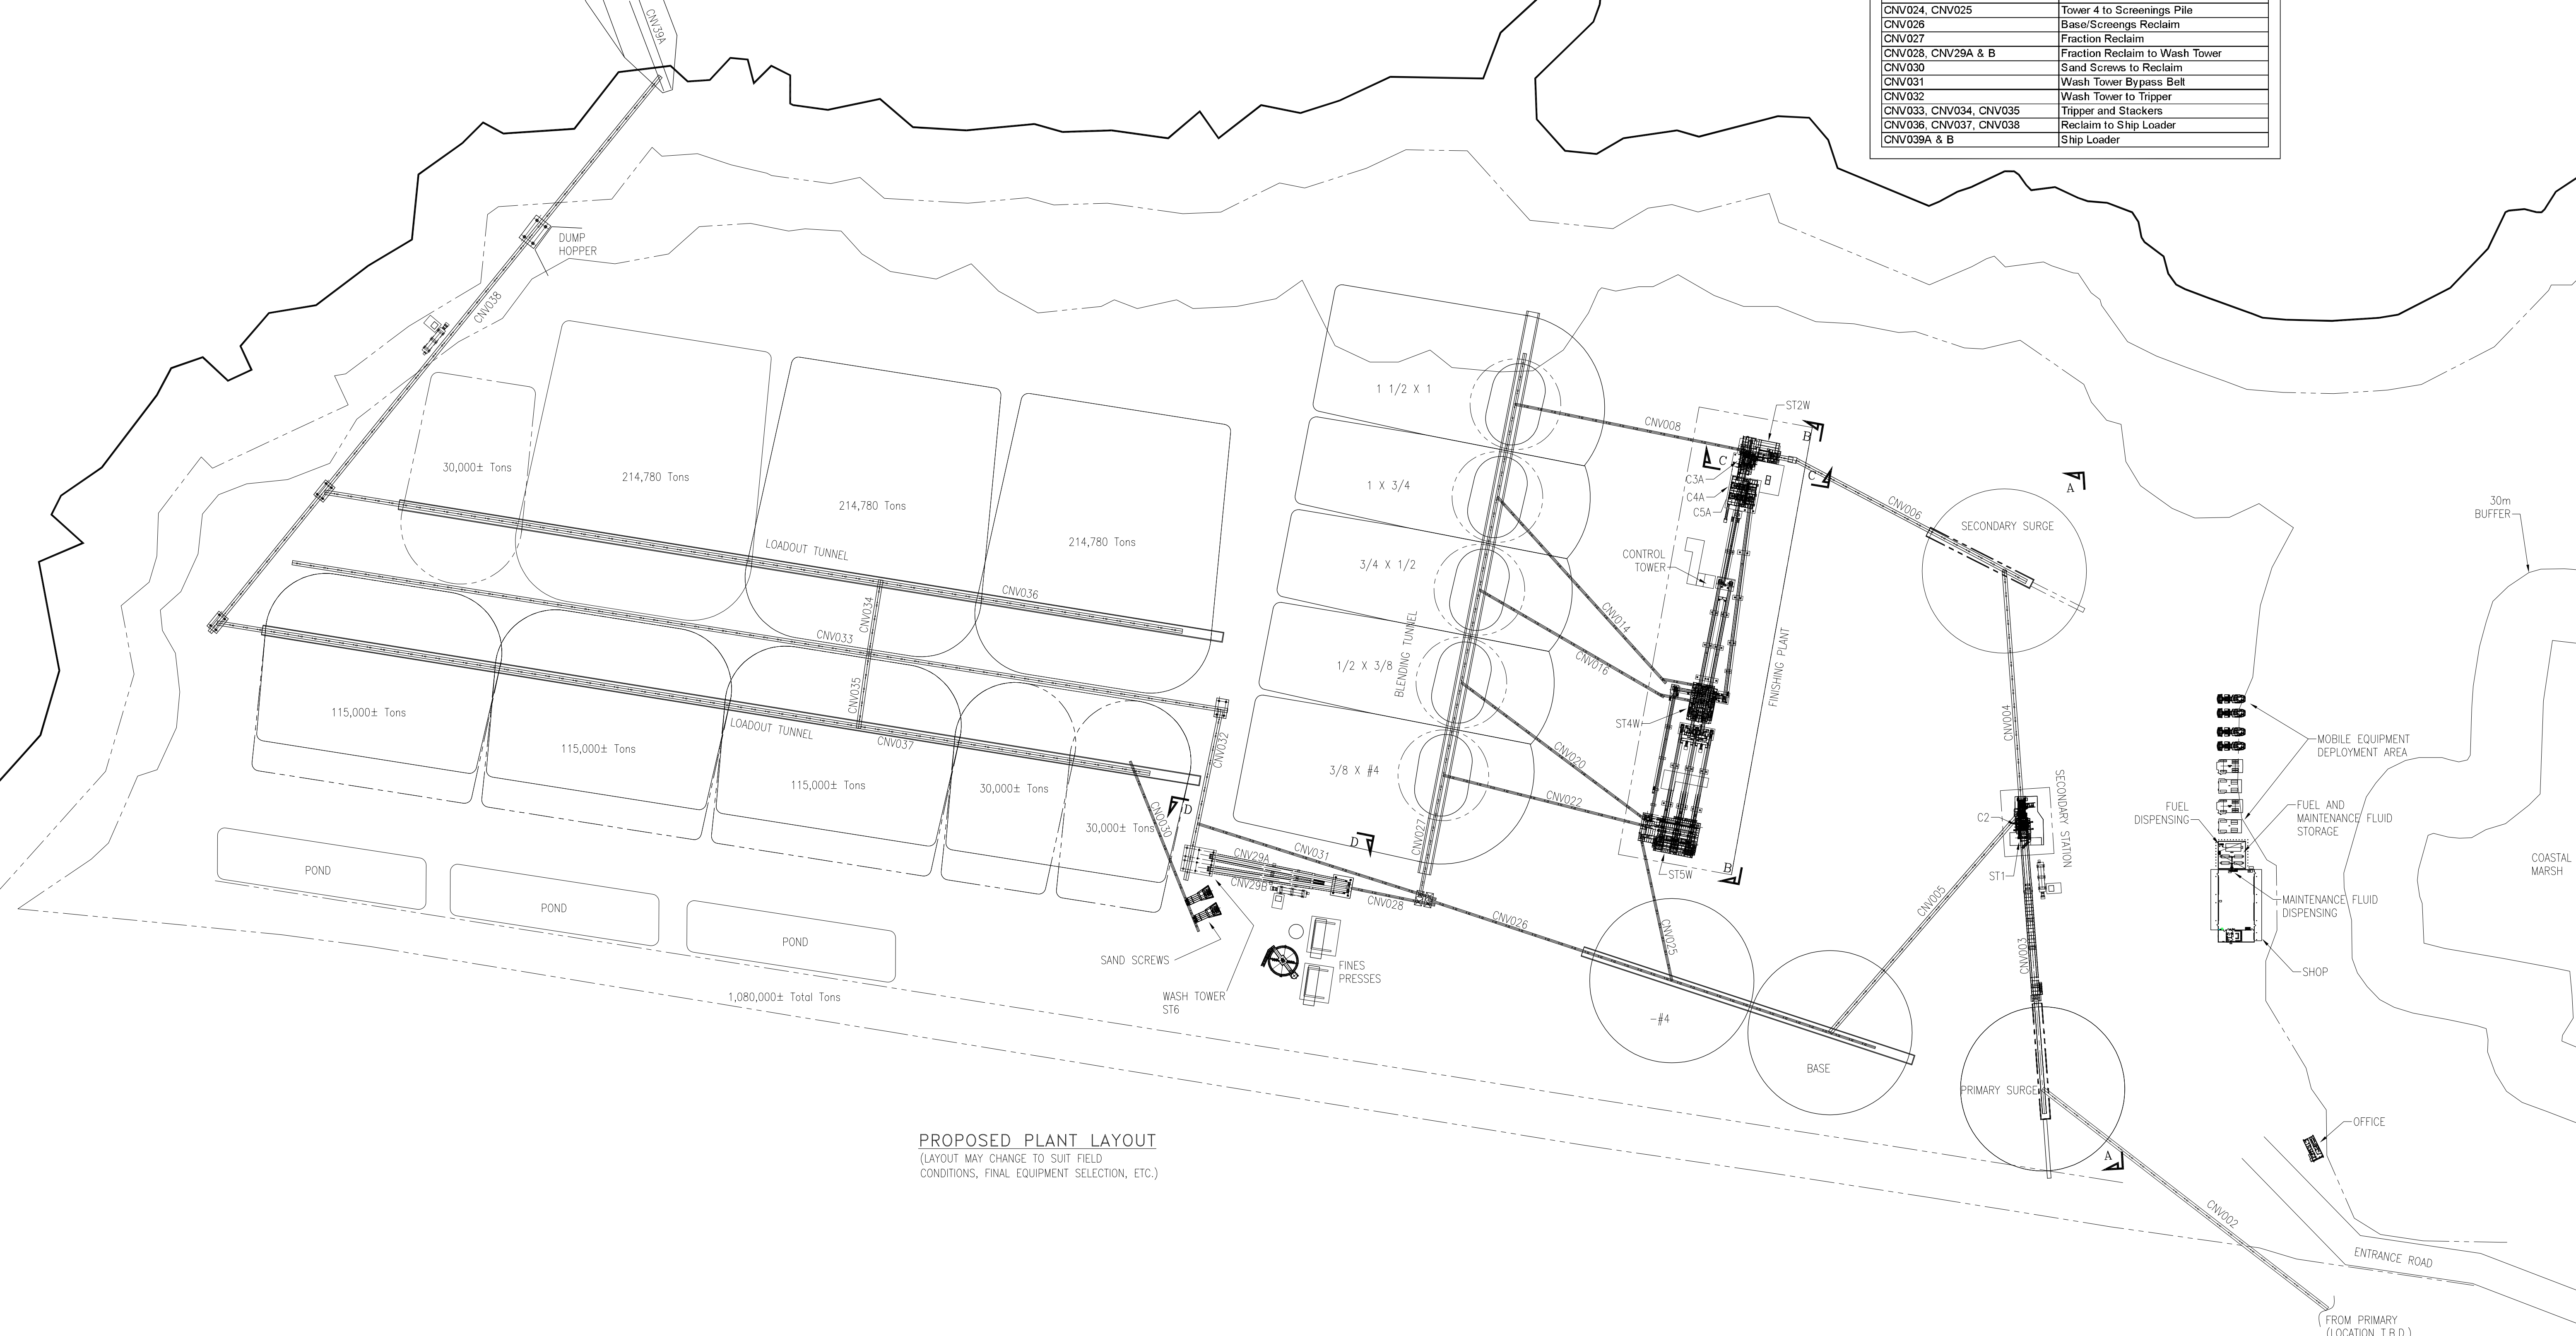 CNV024, CNV025 Tower 4 to Screenings Pile
CNV026 Base/Screengs Reclaim
CNV027 Fraction Reclaim
CNV028, CNV29A & B Fraction Reclaim to Wash Tower
CNV030 Sand Screws to Reclaim
CNV031 Wash Tower Bypass Belt
CNV032 Wash Tower to Tripper
CNV033, CNV034, CNV035 Tripper and Stackers
CNV036, CNV037, CNV038 Reclaim to Ship Loader
CNV039A & B Ship Loader
CNV39A
DUMP
HOPPER
CNV038
30,000± Tons
214,780 Tons
214,780 Tons
214,780 Tons
LOADOUT TUNNEL
CNV036
CNV034
CNV033
CNV035
115,000± Tons
115,000± Tons
115,000± Tons
30,000± Tons
30,000± Tons
LOADOUT TUNNEL
CNV037
CNV032
CNV0030
D
D
CNV031
CNV29A
CNV29B
CNV028
POND
POND
POND
1,080,000± Total Tons
SAND SCREWS
WASH TOWER
ST6
FINES
PRESSES
1 1/2 X 1
1 X 3/4
3/4 X 1/2
1/2 X 3/8
3/8 X #4
BLENDING TUNNEL
CNV027
CNV008
CNV014
CNV016
CNV020
CNV022
CNV025
CNV026
ST2W
B
C
C
C3A
C4A
C5A
CONTROL
TOWER
FINISHING PLANT
ST4W
ST5W
B
CNV006
SECONDARY SURGE
A
CNV004
SECONDARY STATION
C2
ST1
CNV005
CNV003
-#4
BASE
PRIMARY SURGE
A
CNV002
30m
BUFFER
MOBILE EQUIPMENT
DEPLOYMENT AREA
FUEL
DISPENSING
FUEL AND
MAINTENANCE FLUID
STORAGE
COASTAL
MARSH
MAINTENANCE FLUID
DISPENSING
SHOP
OFFICE
ENTRANCE ROAD
FROM PRIMARY
(LOCATION T.B.D.)
PROPOSED PLANT LAYOUT
(LAYOUT MAY CHANGE TO SUIT FIELD
CONDITIONS, FINAL EQUIPMENT SELECTION, ETC.)